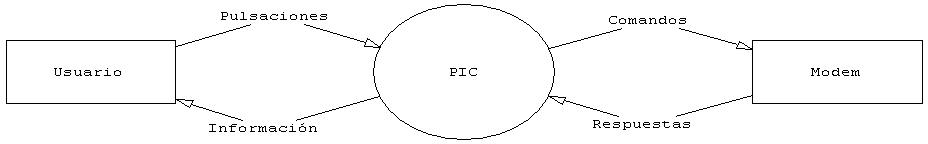 Pulsaciones
Comandos
Usuario
PIC
Modem
Información
Respuestas